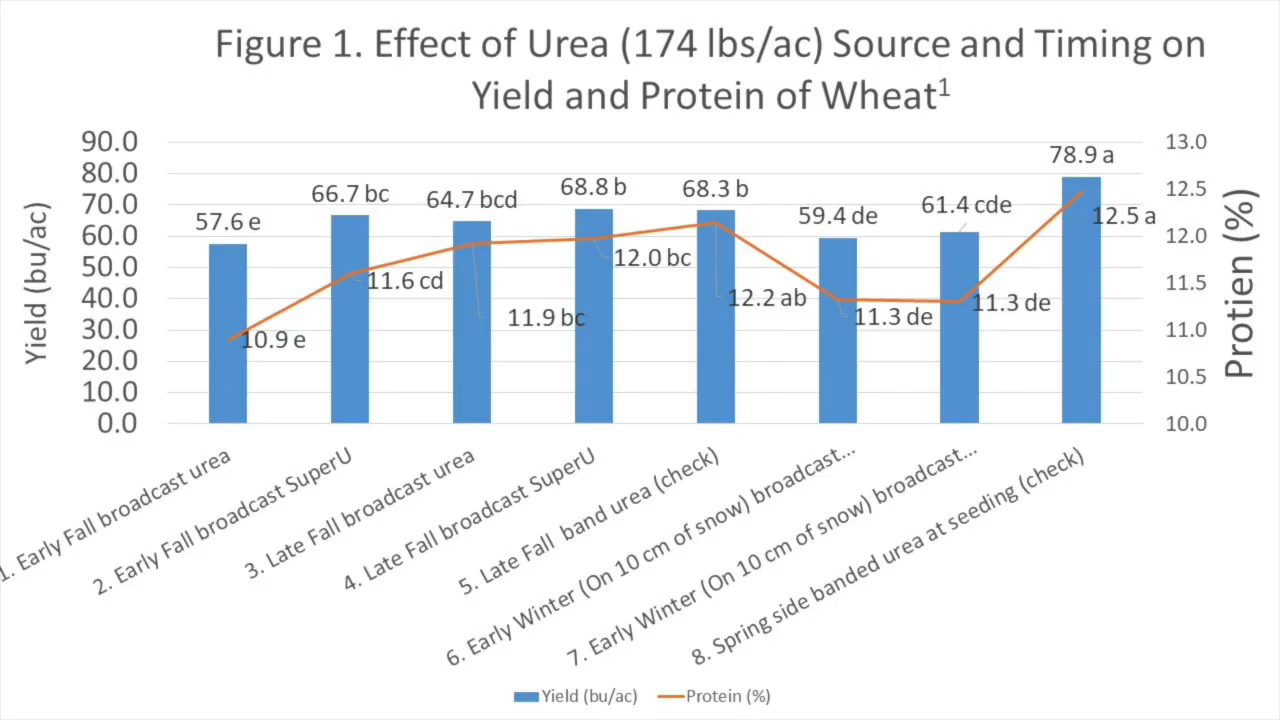 Figure 1. Effect of Urea (174 lbs/ac) Source and Timing on
Yield and Protein of Wheat¹
90.0
80.0
70.0
60.0
50.0
40.0
30.0
20.0
10.0
0.0
Yield (bu/ac)
57.6 e
66.7 bc
64.7 bcd
68.8 b
68.3 b
59.4 de
61.4 cde
78.9 a
10.9 e
11.6 cd
11.9 bc
12.0 bc
12.2 ab
11.3 de
11.3 de
12.5 a
13.0
12.5
12.0
11.5
11.0
10.5
10.0
Protien (%)
1. Early Fall broadcast urea
2. Early Fall broadcast SuperU
3. Late Fall broadcast urea
4. Late Fall broadcast SuperU
5. Late Fall band urea (check)
6. Early Winter (On 10 cm of snow) broadcast...
7. Early Winter (On 10 cm of snow) broadcast...
8. Spring side banded urea at seeding (check)
Yield (bu/ac)
Protein (%)